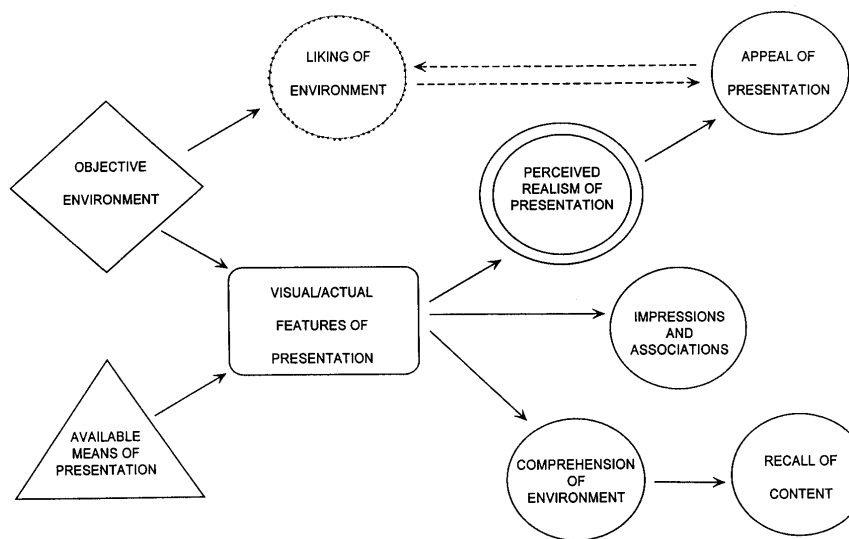 LIKING OF
ENVIRONMENT
APPEAL OF
PRESENTATION
OBJECTIVE
ENVIRONMENT
PERCEIVED
REALISM OF
PRESENTATION
VISUAL/ACTUAL
FEATURES OF
PRESENTATION
IMPRESSIONS
AND
ASSOCIATIONS
AVAILABLE
MEANS OF
PRESENTATION
COMPREHENSION
OF
ENVIRONMENT
RECALL OF
CONTENT